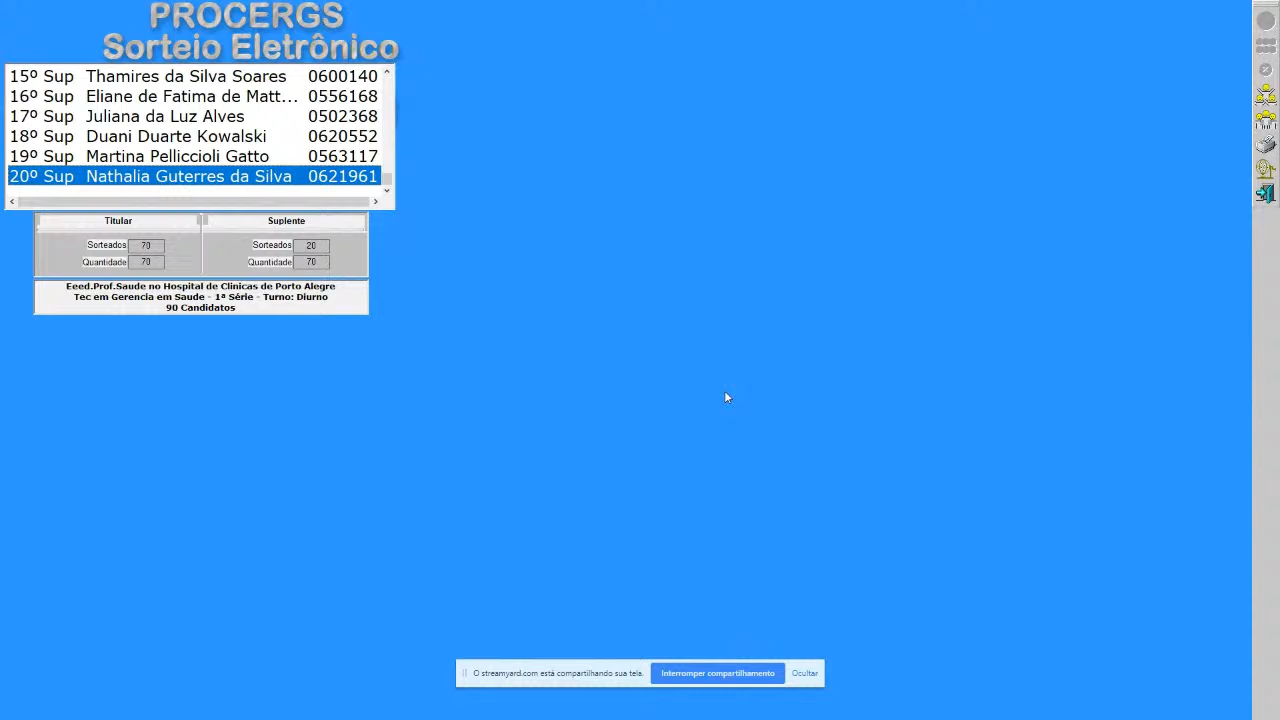 PROCERGS
Sorteio Eletrônico
15º Sup Thamires da Silva Soares 0600140
16º Sup Eliane de Fatima de Matt... 0556168
17º Sup Juliana da Luz Alves 0502368
18º Sup Duani Duarte Kowalski 0620552
19º Sup Martina Pelliccioli Gatto 0563117
20º Sup Nathalia Guterres da Silva 0621961
Titular Suplente
Sorteados 70 Sorteados 20
Quantidade 70 Quantidade 70
Eeed.Prof.Saude no Hospital de Clinicas de Porto Alegre
Tec em Gerencia em Saude - 1ª Série - Turno: Diurno
90 Candidatos
O streamyard.com está compartilhando sua tela. Interromper compartilhamento Ocultar